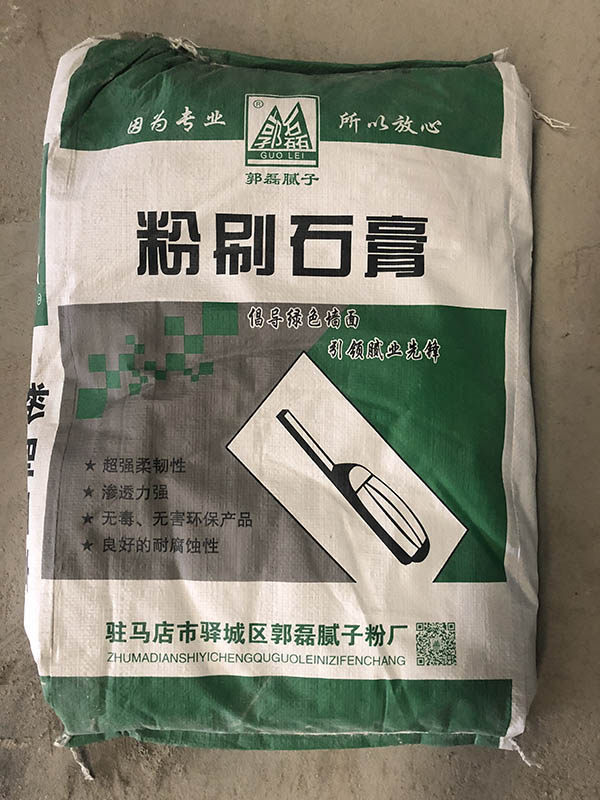 因为专业
®
郭磊
GUO LEI
所以放心
郭磊腻子
粉刷石膏
倡导绿色墙面
引领腻业先锋
★ 超强柔韧性
★ 渗透力强
★ 无毒、无害环保产品
★ 良好的耐腐蚀性
驻马店市驿城区郭磊腻子粉厂
ZHUMADIANSHIYICHENGQUGUOLEINIZIFENCHANG